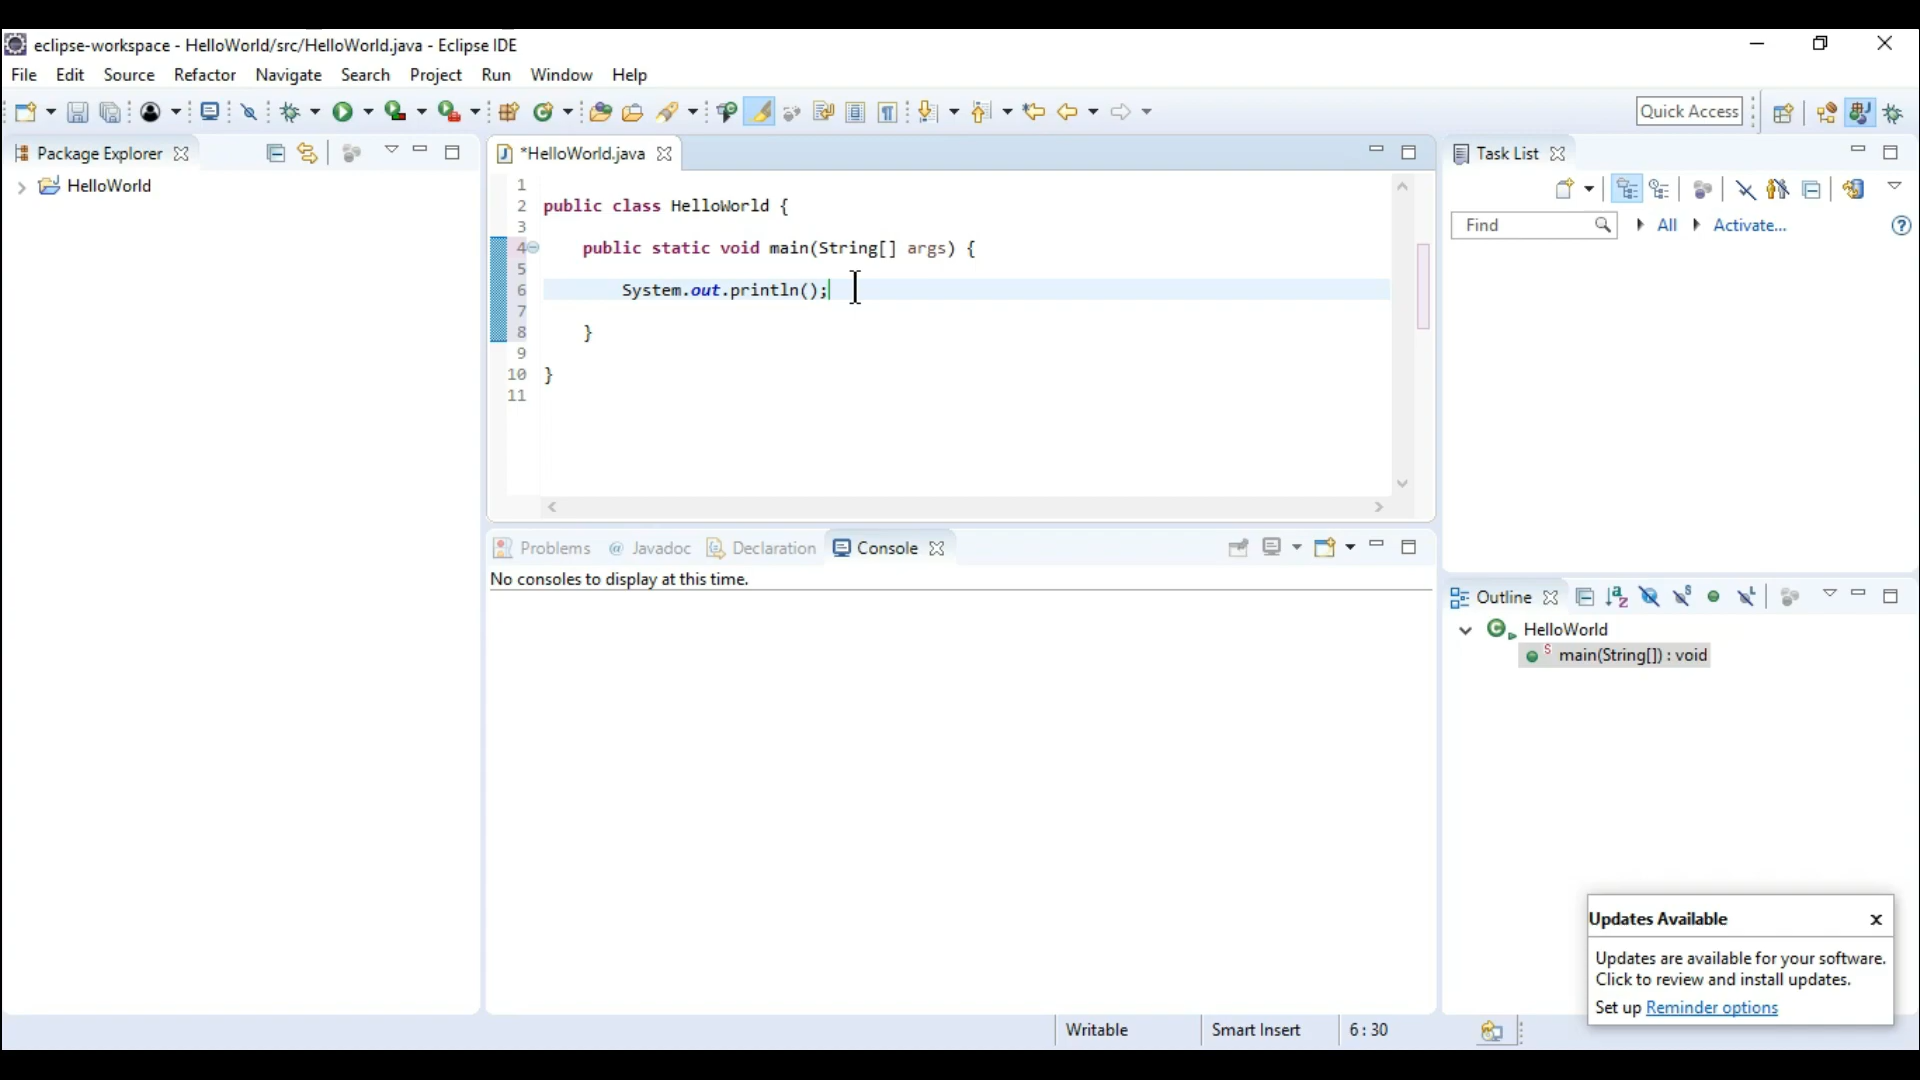 eclipse-workspace - HelloWorld/src/HelloWorld.java - Eclipse IDE
File Edit Source Refactor Navigate Search Project Run Window Help
Quick Access
Package Explorer
HelloWorld
*HelloWorld.java
1
2 public class HelloWorld {
3
4 public static void main(String[] args) {
5
6 System.out.println();
7
8 }
9
10 }
11
Problems @ Javadoc Declaration Console
No consoles to display at this time.
Task List
Find All Activate...
Outline
HelloWorld
main(String[]) : void
Updates Available
Updates are available for your software.
Click to review and install updates.
Set up Reminder options
Writable Smart Insert 6 : 30